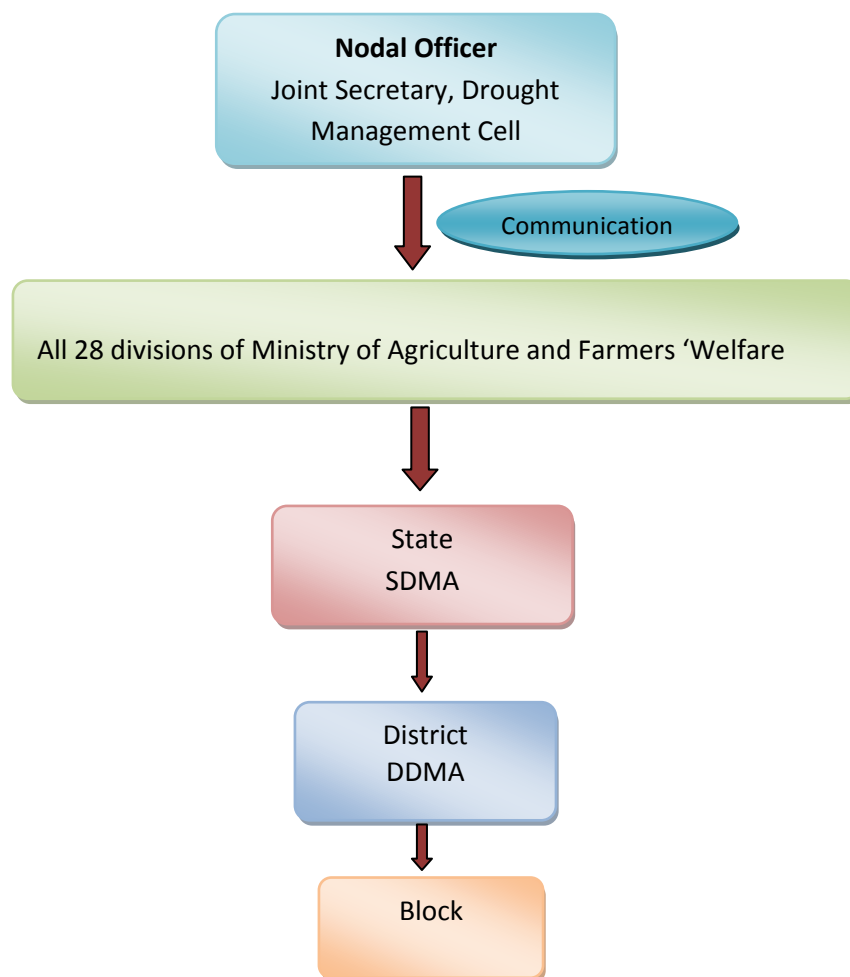 Nodal Officer
Joint Secretary, Drought
Management Cell
Communication
All 28 divisions of Ministry of Agriculture and Farmers ‘Welfare
State
SDMA
District
DDMA
Block